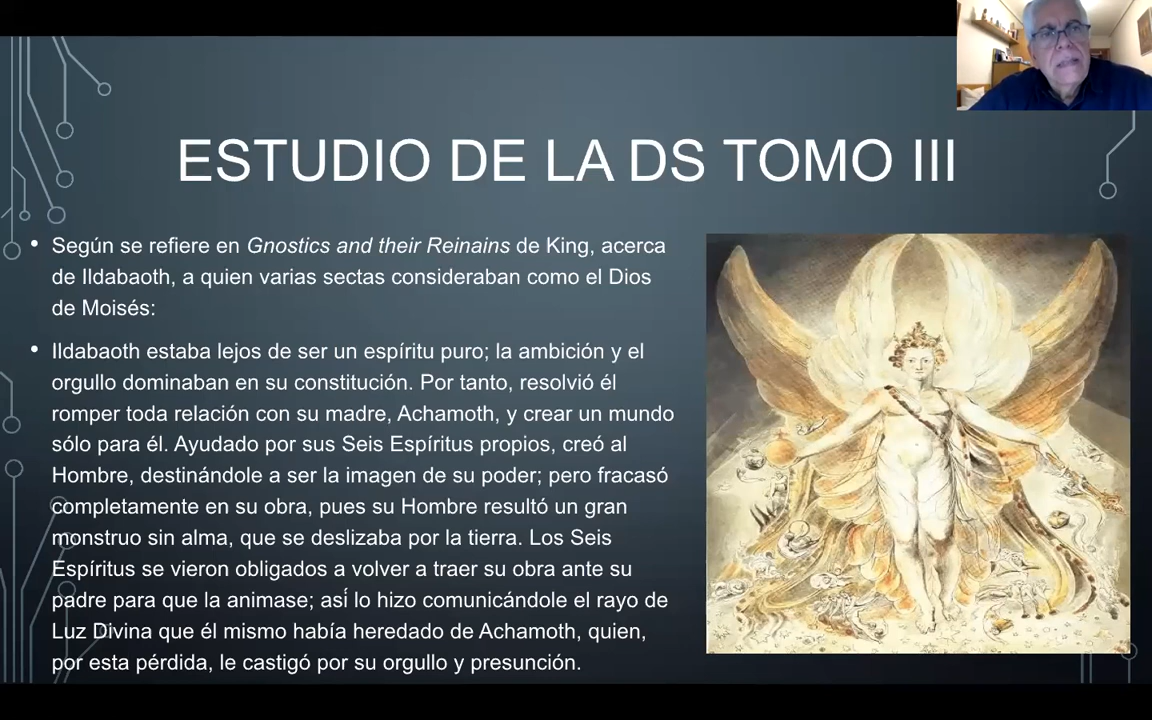 ESTUDIO DE LA DS TOMO III
• Según se refiere en Gnostics and their Reinains de King, acerca
de Ildabaoth, a quien varias sectas consideraban como el Dios
de Moisés:
• Ildabaoth estaba lejos de ser un espíritu puro; la ambición y el
orgullo dominaban en su constitución. Por tanto, resolvió él
romper toda relación con su madre, Achamoth, y crear un mundo
sólo para él. Ayudado por sus Seis Espíritus propios, creó al
Hombre, destinándole a ser la imagen de su poder; pero fracasó
completamente en su obra, pues su Hombre resultó un gran
monstruo sin alma, que se deslizaba por la tierra. Los Seis
Espíritus se vieron obligados a volver a traer su obra ante su
padre para que la animase; así lo hizo comunicándole el rayo de
Luz Divina que él mismo había heredado de Achamoth, quien,
por esta pérdida, le castigó por su orgullo y presunción.